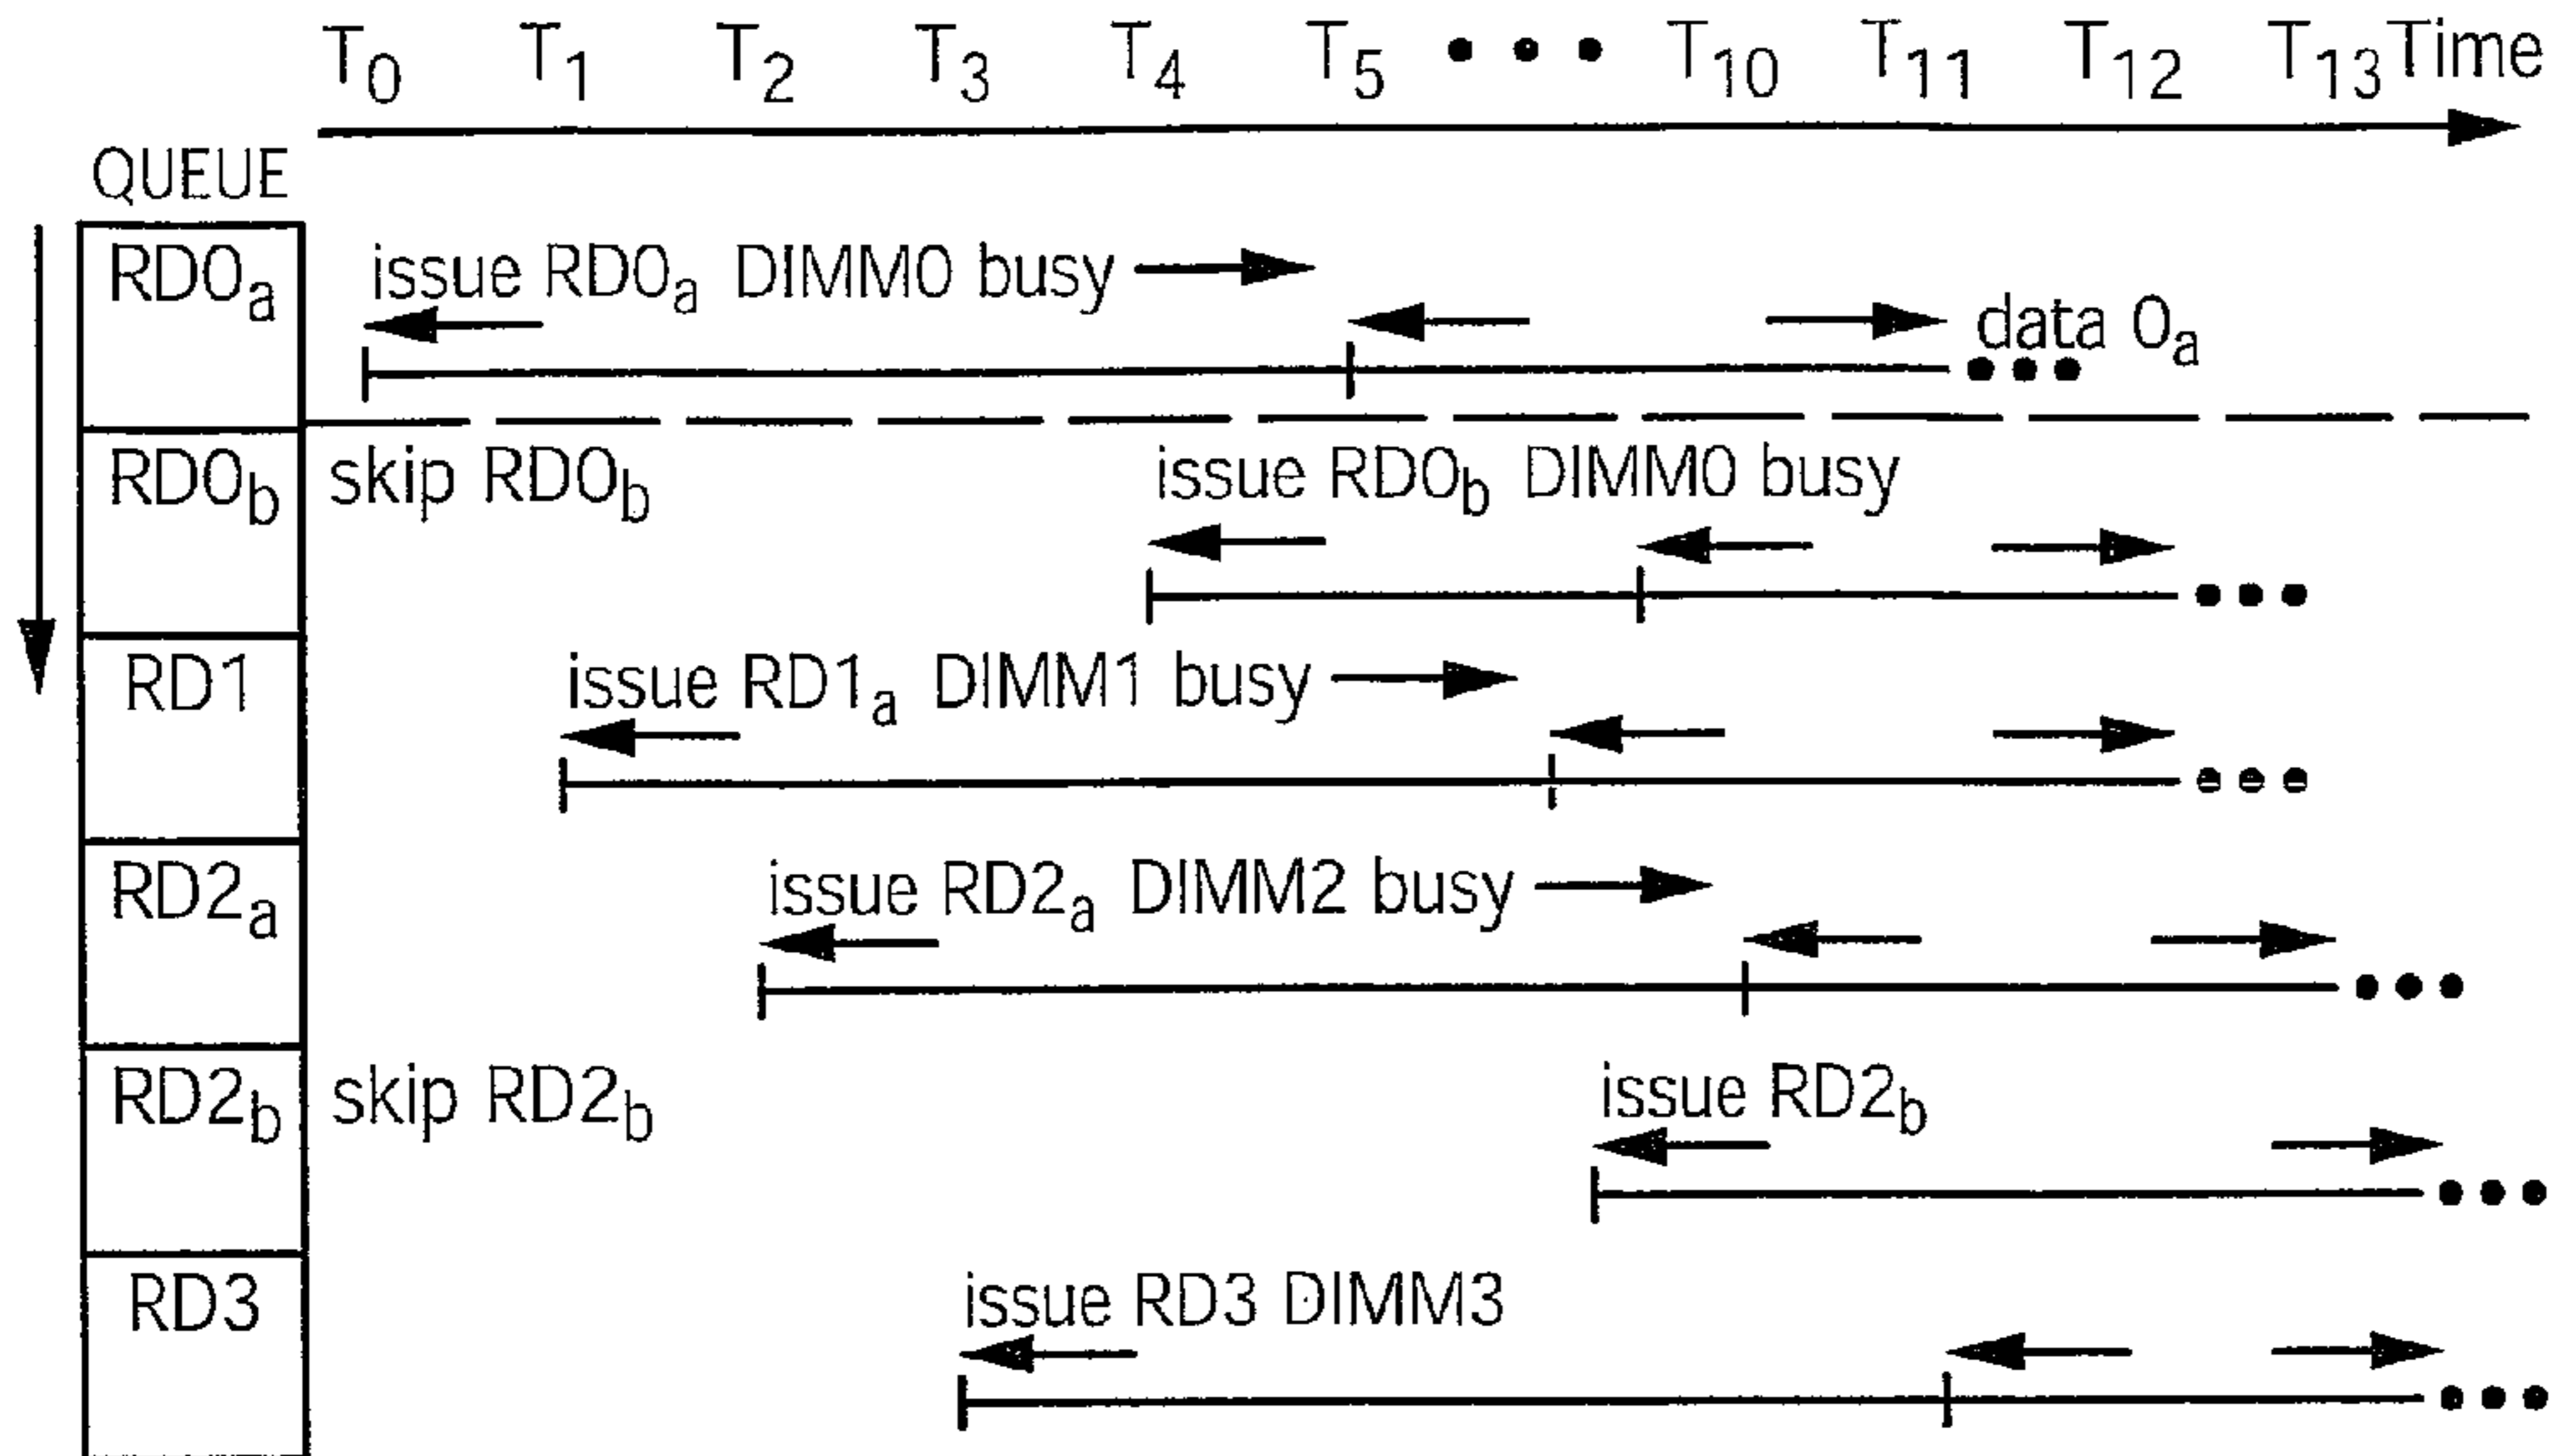 T0 T1 T2 T3 T4 T5 ••• T10 T11 T12 T13 Time
QUEUE
RD0a issue RD0a DIMM0 busy
data 0a
•••
RD0b skip RD0b issue RD0b DIMM0 busy
•••
RD1 issue RD1a DIMM1 busy
•••
RD2a issue RD2a DIMM2 busy
•••
RD2b skip RD2b issue RD2b
•••
RD3 issue RD3 DIMM3
•••